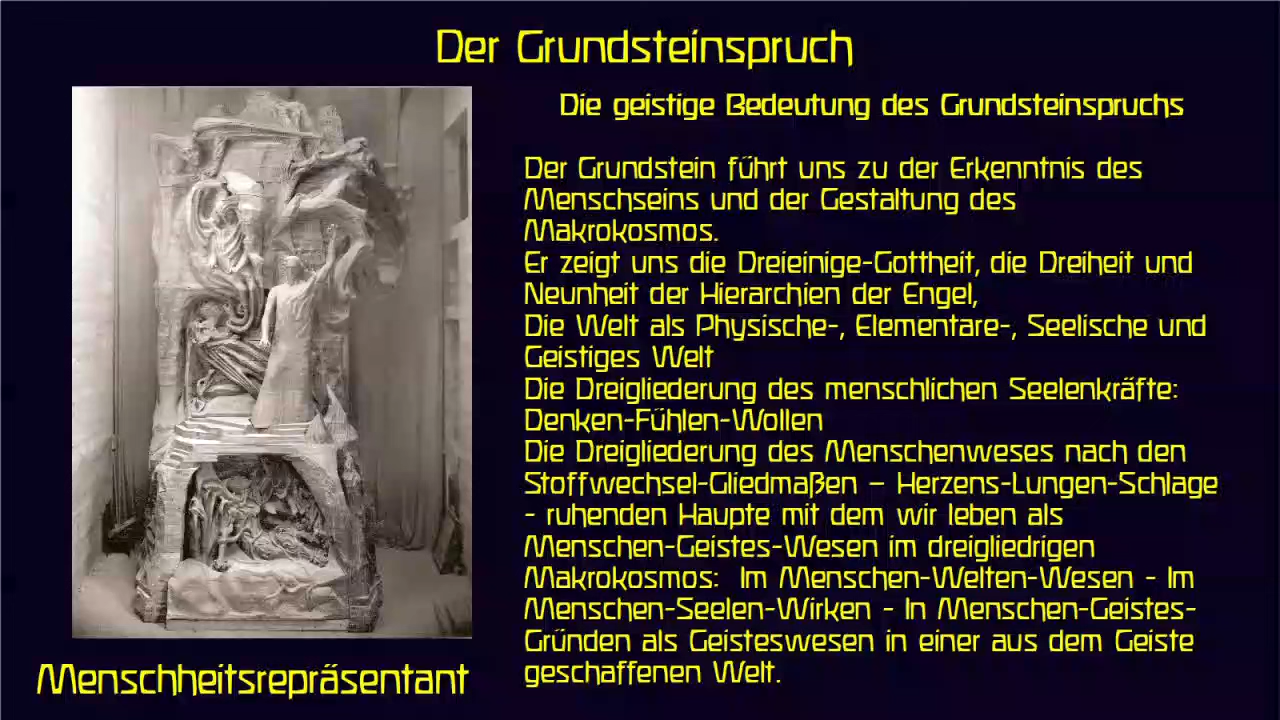 Der Grundsteinspruch
Die geistige Bedeutung des Grundsteinspruchs
Der Grundstein führt uns zu der Erkenntnis des
Menschseins und der Gestaltung des
Makrokosmos.
Er zeigt uns die Dreieinige-Gottheit, die Dreiheit und
Neunheit der Hierarchien der Engel,
Die Welt als Physische-, Elementare-, Seelische und
Geistiges Welt
Die Dreigliederung des menschlichen Seelenkräfte:
Denken-Fühlen-Wollen
Die Dreigliederung des Menschenweses nach den
Stoffwechsel-Gliedmaßen – Herzens-Lungen-Schlage
- ruhenden Haupte mit dem wir leben als
Menschen-Geistes-Wesen im dreigliedrigen
Makrokosmos:  Im Menschen-Welten-Wesen - Im
Menschen-Seelen-Wirken - In Menschen-Geistes-
Gründen als Geisteswesen in einer aus dem Geiste
geschaffenen Welt.
Menschheitsrepräsentant